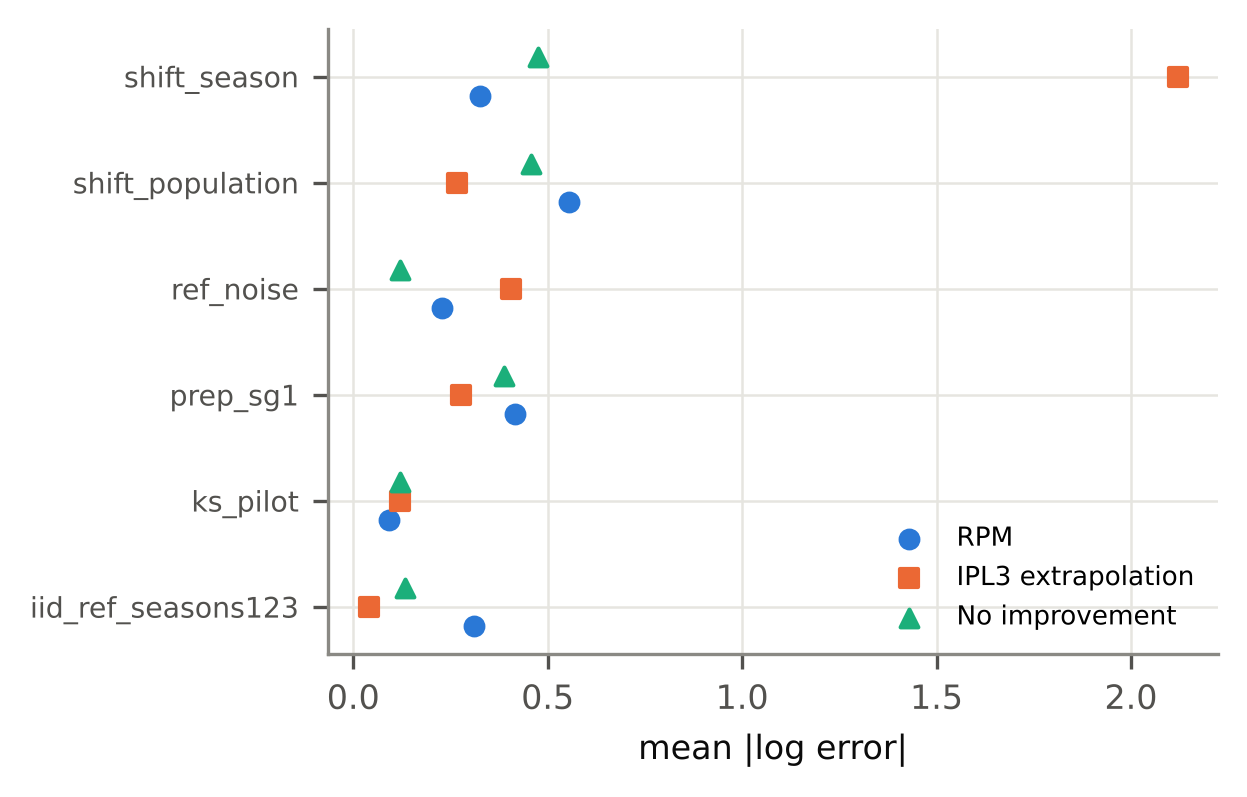 shift_season
shift_population
ref_noise
prep_sg1
ks_pilot
iid_ref_seasons123
RPM
IPL3 extrapolation
No improvement
0.0 0.5 1.0 1.5 2.0
mean |log error|